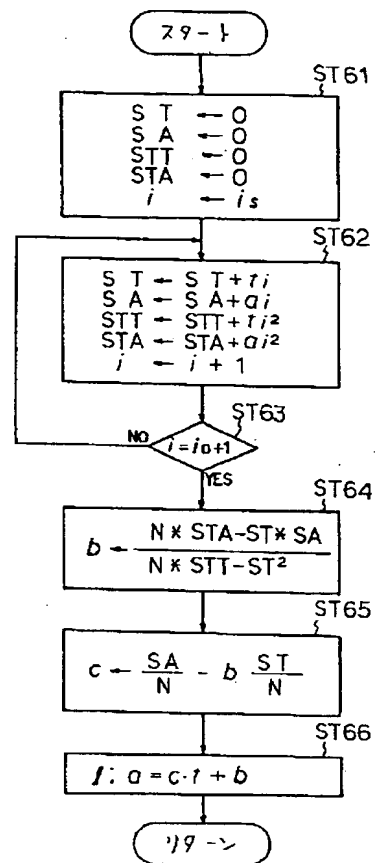 スタート
ST61
S T ← 0
S A ← 0
STT ← 0
STA ← 0
i ← is
ST62
S T ← S T + ti
S A ← S A + ai
STT ← STT + ti²
STA ← STA + ai²
i ← i + 1
ST63
NO
i = io+1
YES
ST64
b ← N * STA - ST * SA / N * STT - ST²
ST65
c ← SA / N - b ST / N
ST66
l: a = c・t + b
リターン